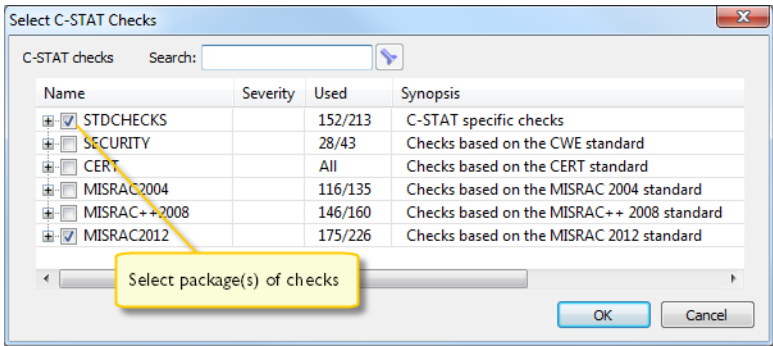 Select C-STAT Checks
C-STAT checks Search:
Name Severity Used Synopsis
STDCHECKS 152/213 C-STAT specific checks
SECURITY 28/43 Checks based on the CWE standard
CERT All Checks based on the CERT standard
MISRAC2004 116/135 Checks based on the MISRAC 2004 standard
MISRAC++2008 146/160 Checks based on the MISRAC++ 2008 standard
MISRAC2012 175/226 Checks based on the MISRAC 2012 standard
Select package(s) of checks
OK Cancel